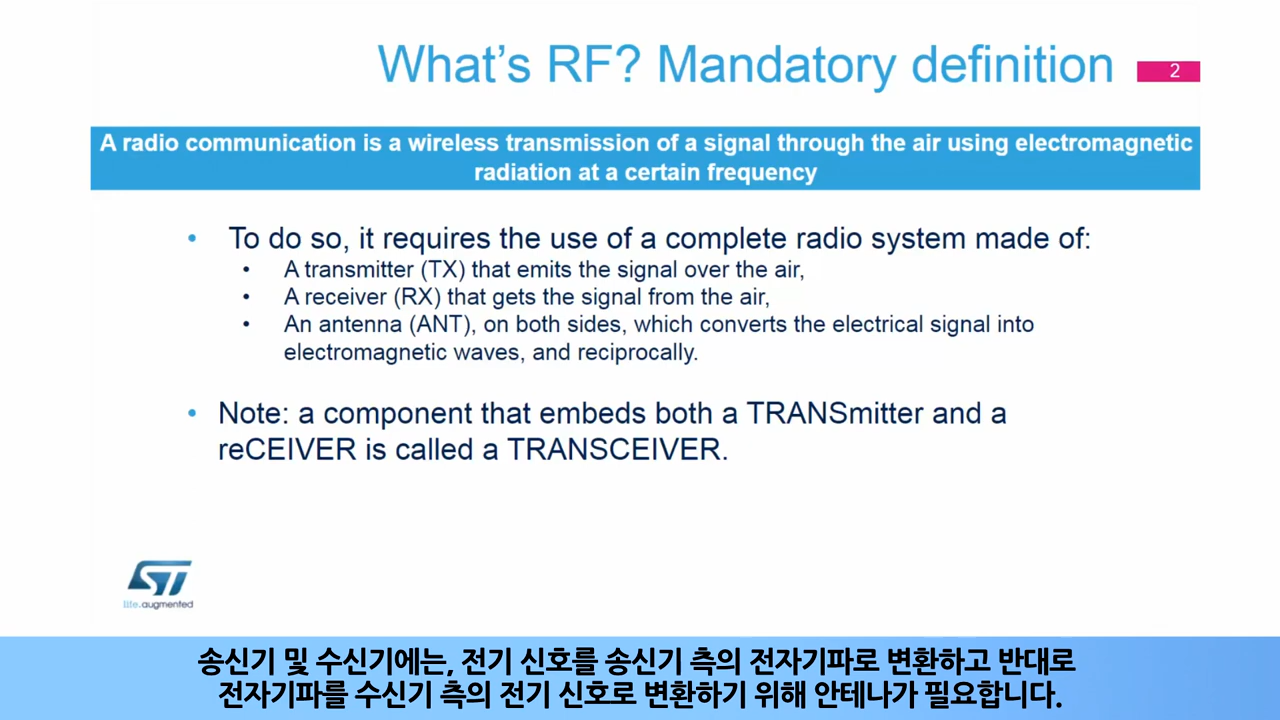 What's RF? Mandatory definition
2
A radio communication is a wireless transmission of a signal through the air using electromagnetic
radiation at a certain frequency
• To do so, it requires the use of a complete radio system made of:
• A transmitter (TX) that emits the signal over the air,
• A receiver (RX) that gets the signal from the air,
• An antenna (ANT), on both sides, which converts the electrical signal into
electromagnetic waves, and reciprocally.
• Note: a component that embeds both a TRANSmitter and a
reCEIVER is called a TRANSCEIVER.
ST
life.augmented
송신기 및 수신기에는, 전기 신호를 송신기 측의 전자기파로 변환하고 반대로
전자기파를 수신기 측의 전기 신호로 변환하기 위해 안테나가 필요합니다.